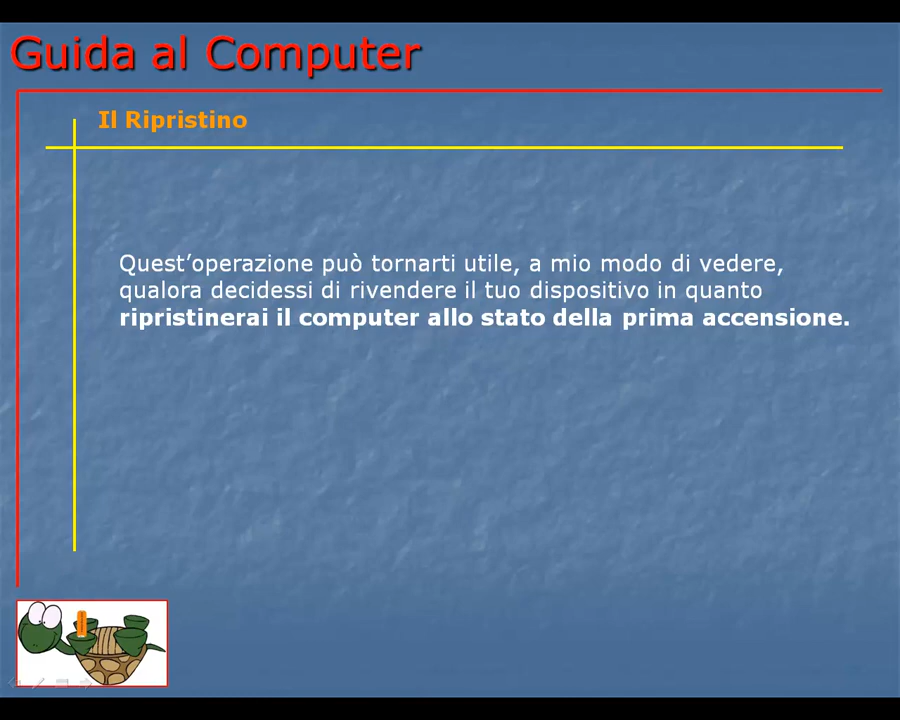 Guida al Computer
Il Ripristino
Quest’operazione può tornarti utile, a mio modo di vedere,
qualora decidessi di rivendere il tuo dispositivo in quanto
ripristinerai il computer allo stato della prima accensione.